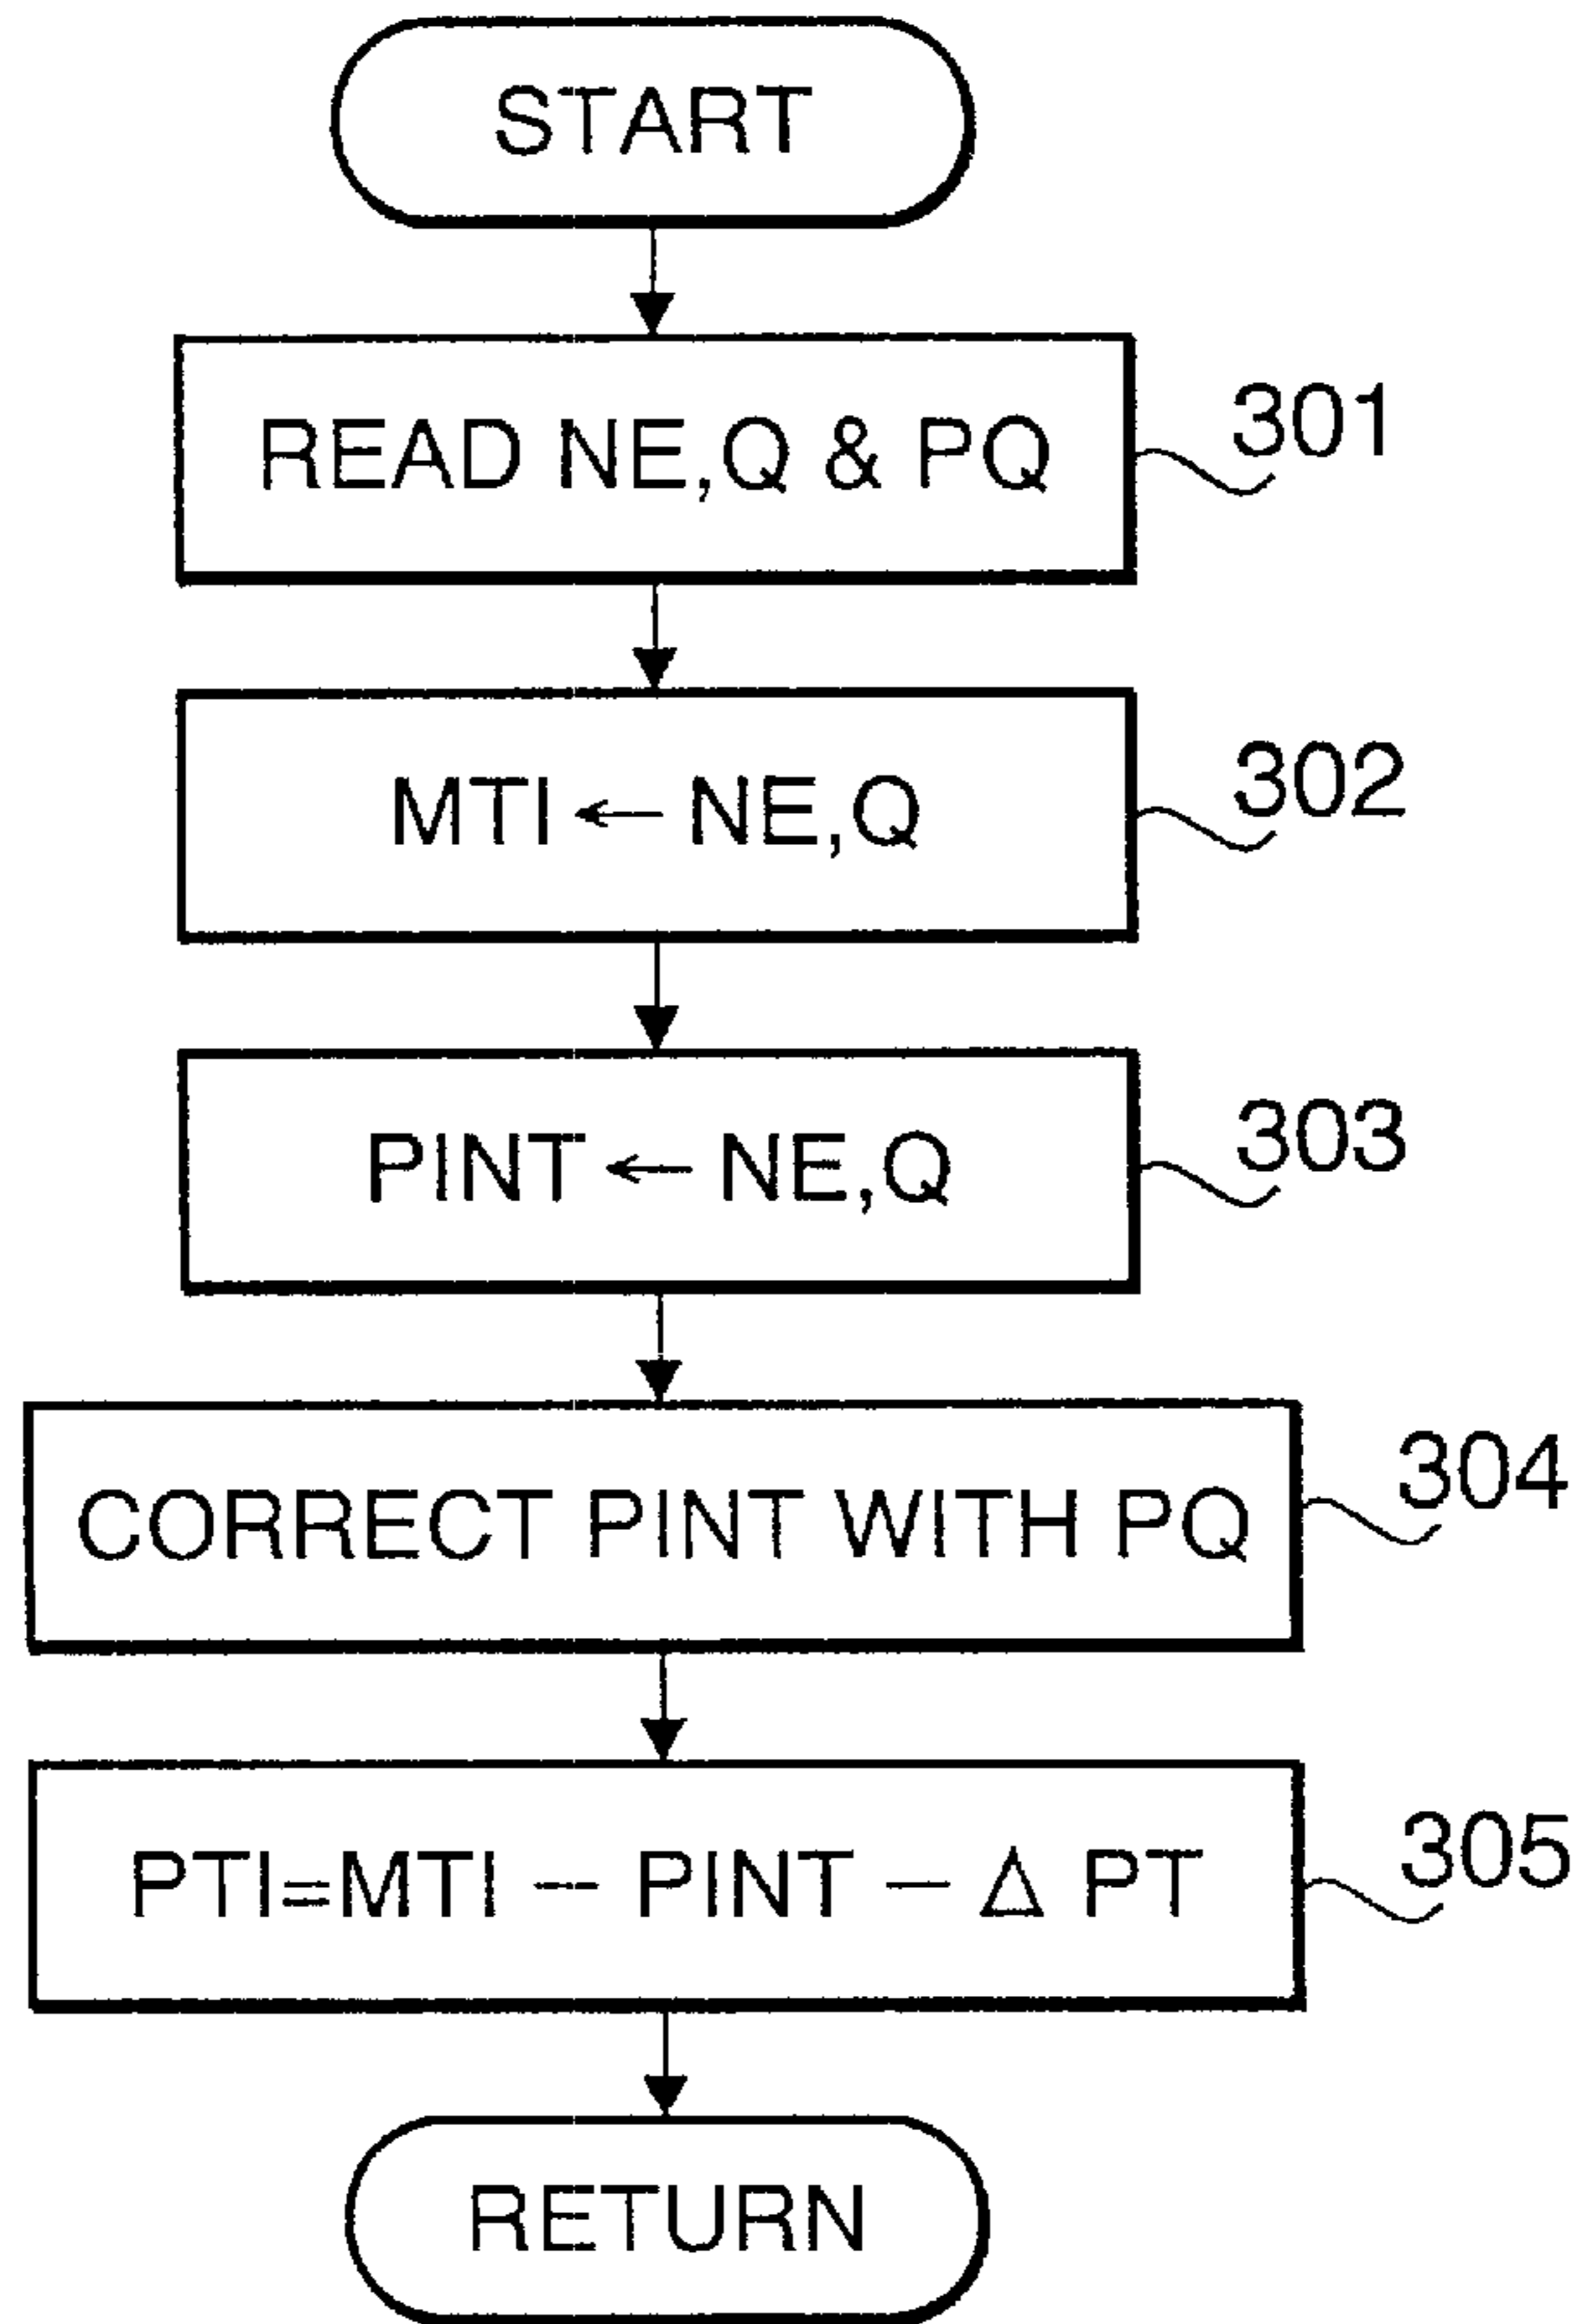 START
READ NE,Q & PQ
301
MTI ← NE,Q
302
PINT ← NE,Q
303
CORRECT PINT WITH PQ
304
PTI=MTI − PINT − Δ PT
305
RETURN